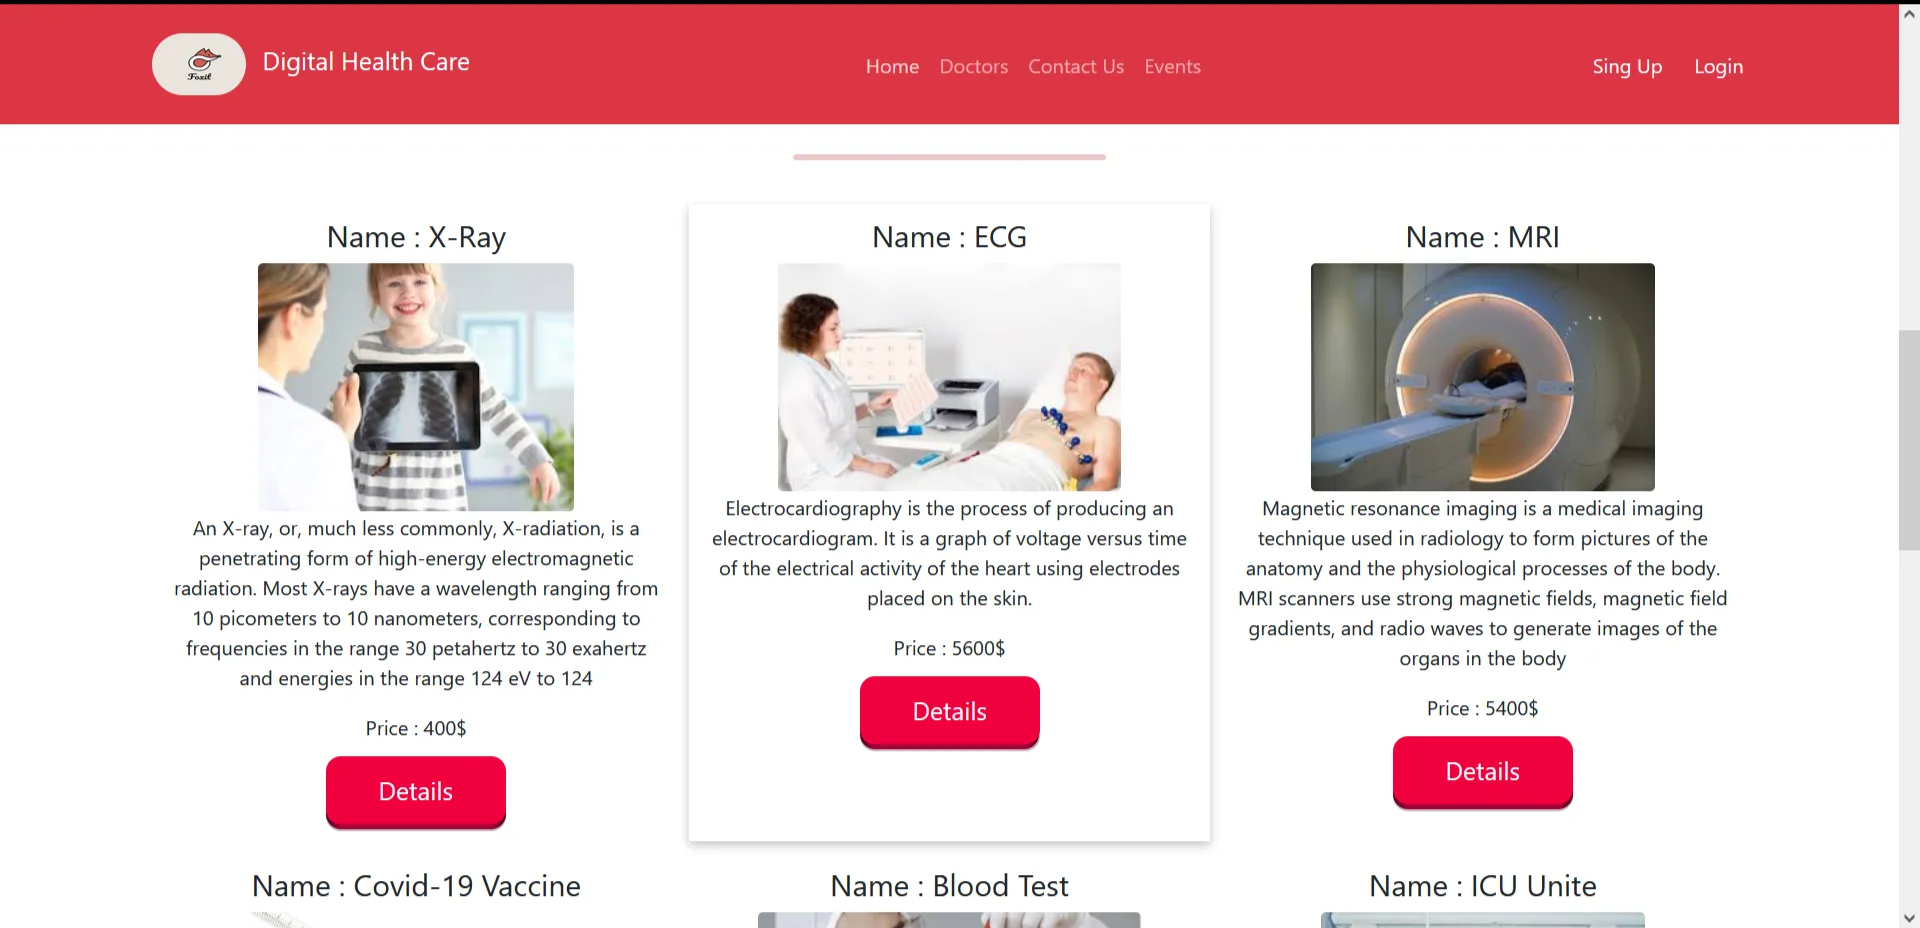 Foxit
Digital Health Care
Home
Doctors
Contact Us
Events
Sing Up
Login
Name : X-Ray
An X-ray, or, much less commonly, X-radiation, is a
penetrating form of high-energy electromagnetic
radiation. Most X-rays have a wavelength ranging from
10 picometers to 10 nanometers, corresponding to
frequencies in the range 30 petahertz to 30 exahertz
and energies in the range 124 eV to 124
Price : 400$
Details
Name : ECG
Electrocardiography is the process of producing an
electrocardiogram. It is a graph of voltage versus time
of the electrical activity of the heart using electrodes
placed on the skin.
Price : 5600$
Details
Name : MRI
Magnetic resonance imaging is a medical imaging
technique used in radiology to form pictures of the
anatomy and the physiological processes of the body.
MRI scanners use strong magnetic fields, magnetic field
gradients, and radio waves to generate images of the
organs in the body
Price : 5400$
Details
Name : Covid-19 Vaccine
Name : Blood Test
Name : ICU Unite